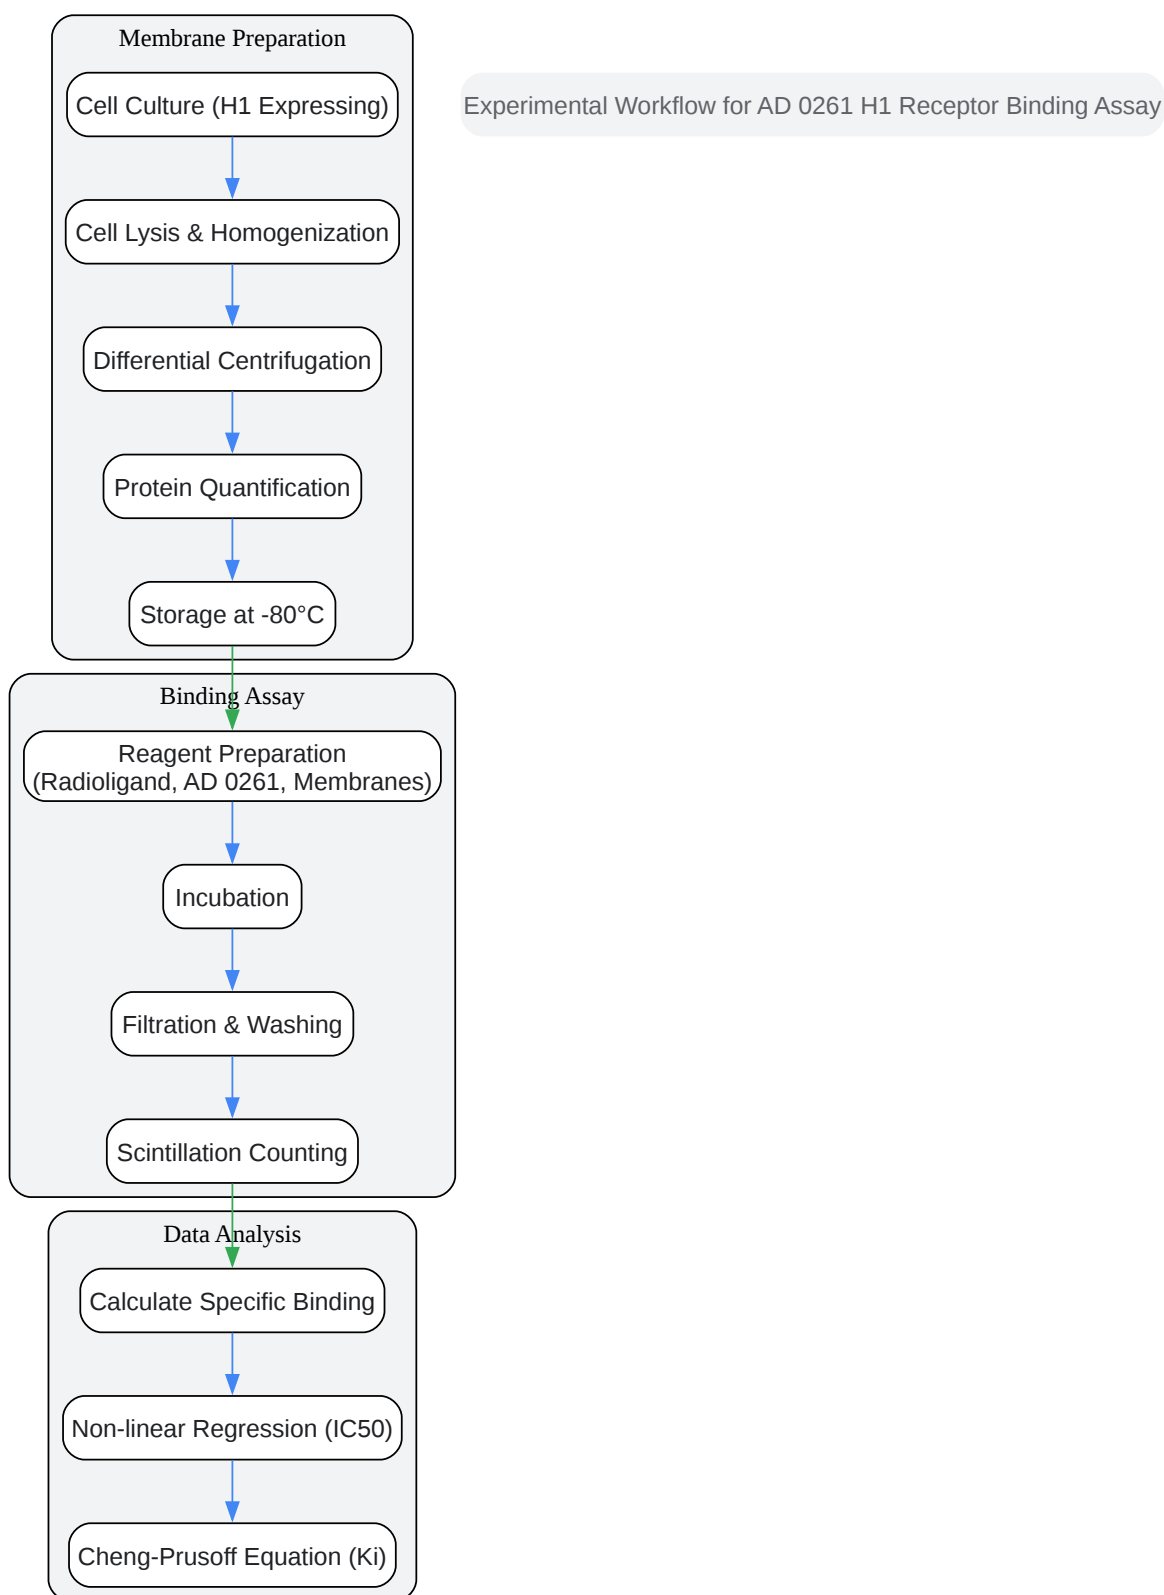 Membrane Preparation
Cell Culture (H1 Expressing)
Experimental Workflow for AD 0261 H1 Receptor Binding Assay
Cell Lysis & Homogenization
Differential Centrifugation
Protein Quantification
Storage at -80°C
Binding Assay
Reagent Preparation
(Radioligand, AD 0261, Membranes)
Incubation
Filtration & Washing
Scintillation Counting
Data Analysis
Calculate Specific Binding
Non-linear Regression (IC50)
Cheng-Prusoff Equation (Ki)